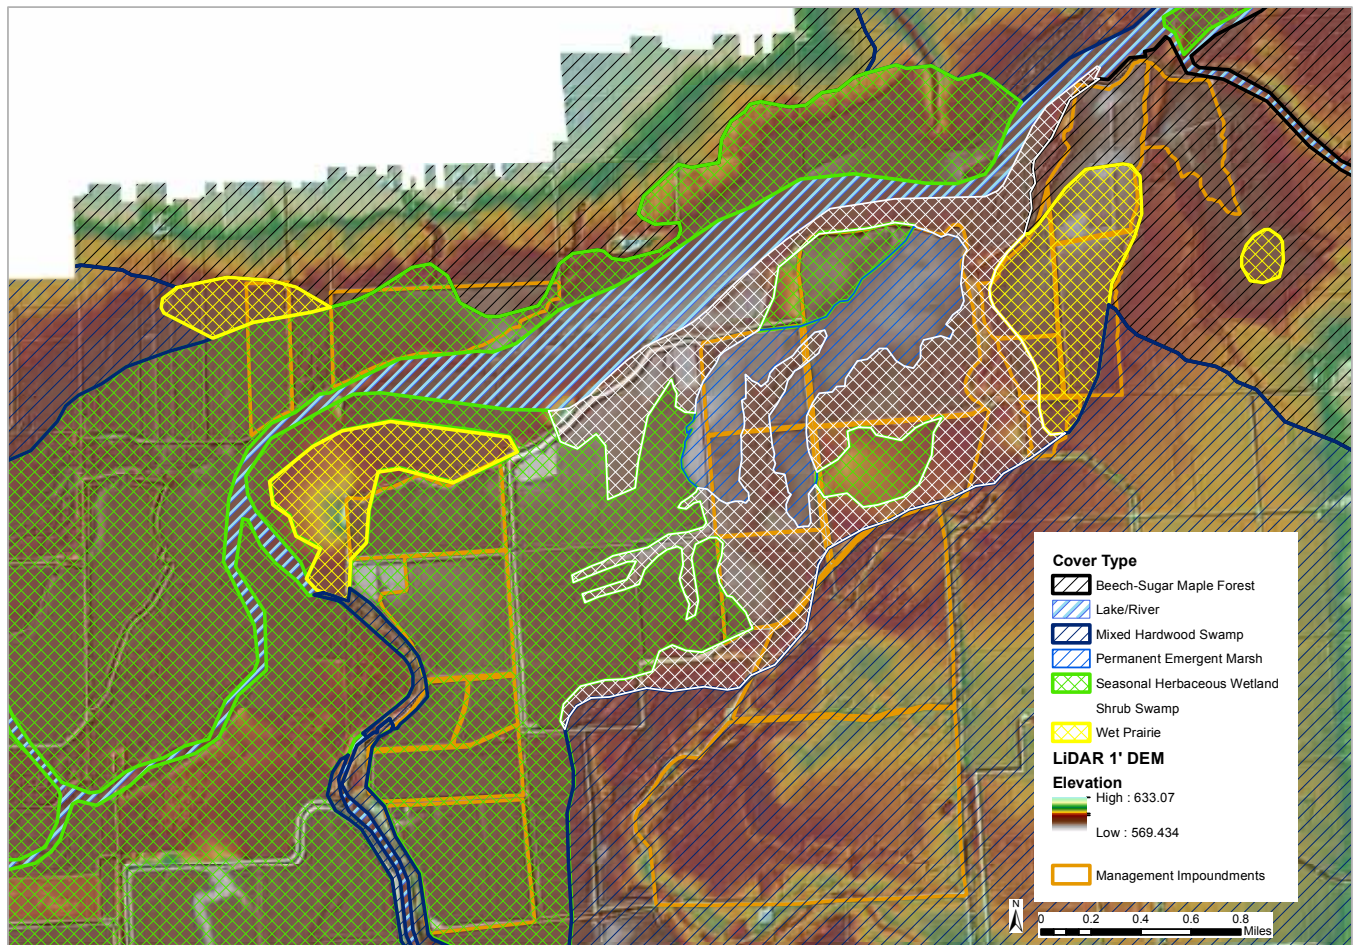 Cover Type
Beech-Sugar Maple Forest
Lake/River
Mixed Hardwood Swamp
Permanent Emergent Marsh
Seasonal Herbaceous Wetland
Shrub Swamp
Wet Prairie
LiDAR 1' DEM
Elevation
High : 633.07
Low : 569.434
Management Impoundments
N
0 0.2 0.4 0.6 0.8
Miles